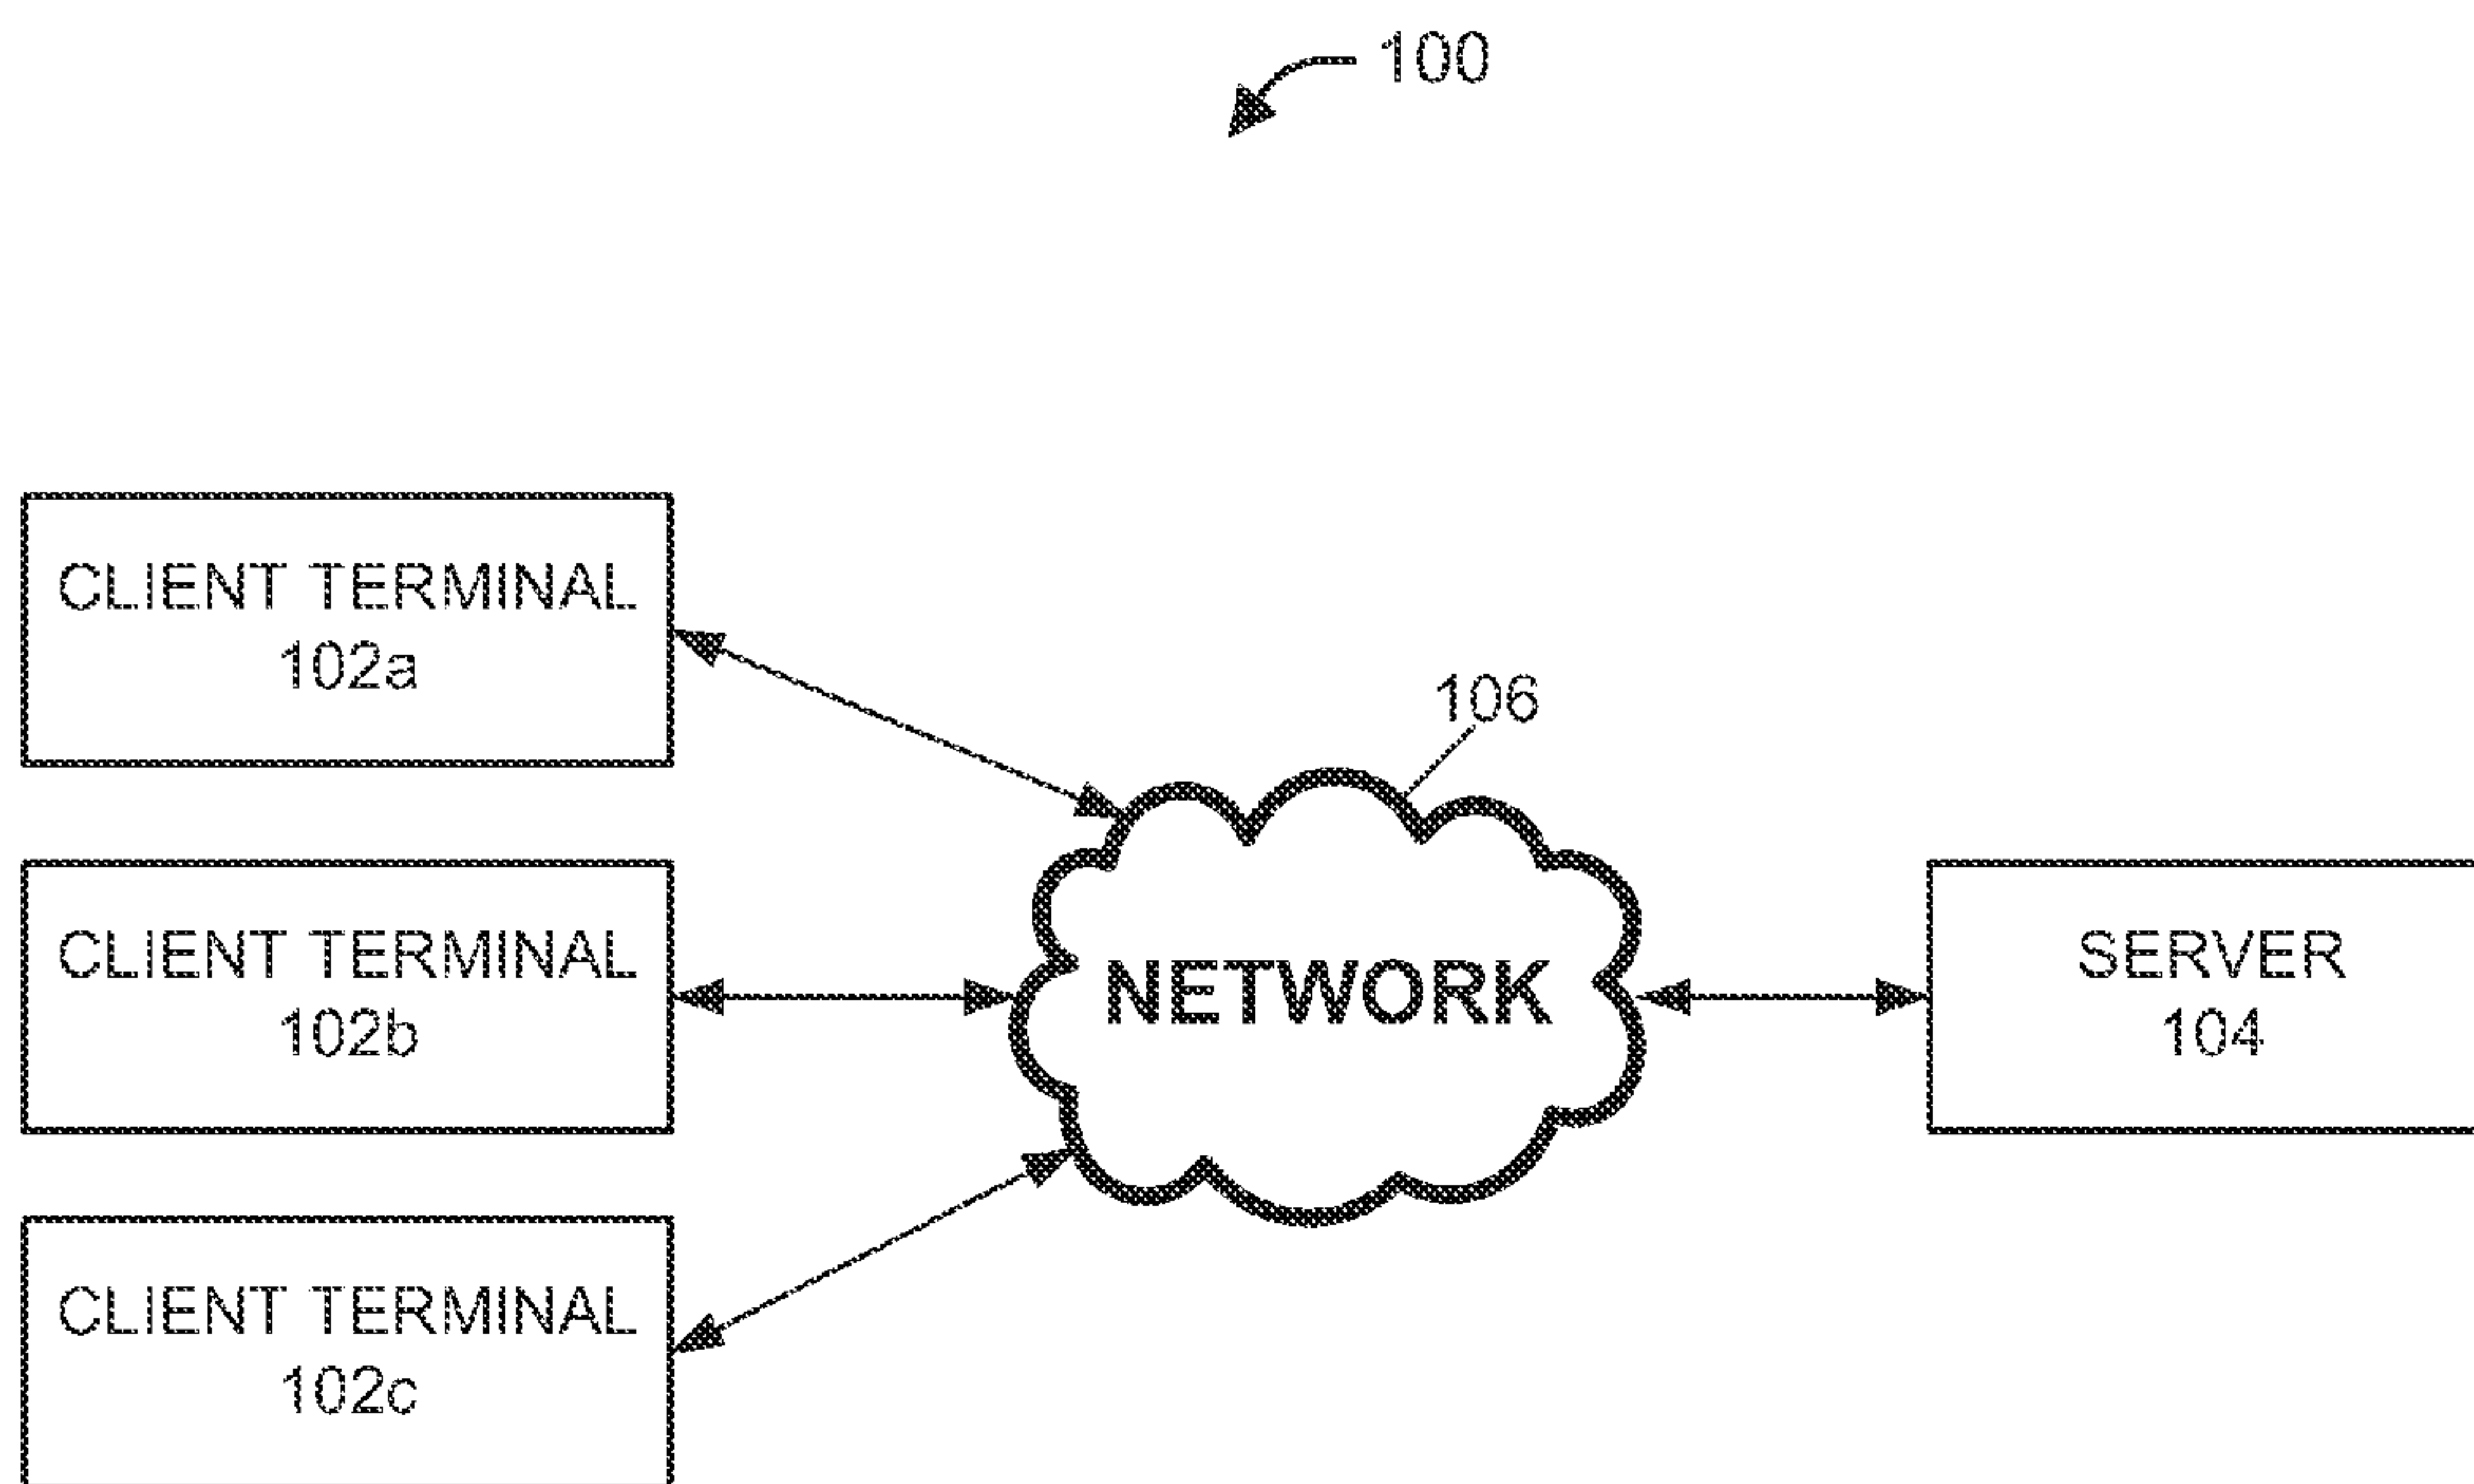 100
CLIENT TERMINAL
102a
106
CLIENT TERMINAL
102b
NETWORK
SERVER
104
CLIENT TERMINAL
102c